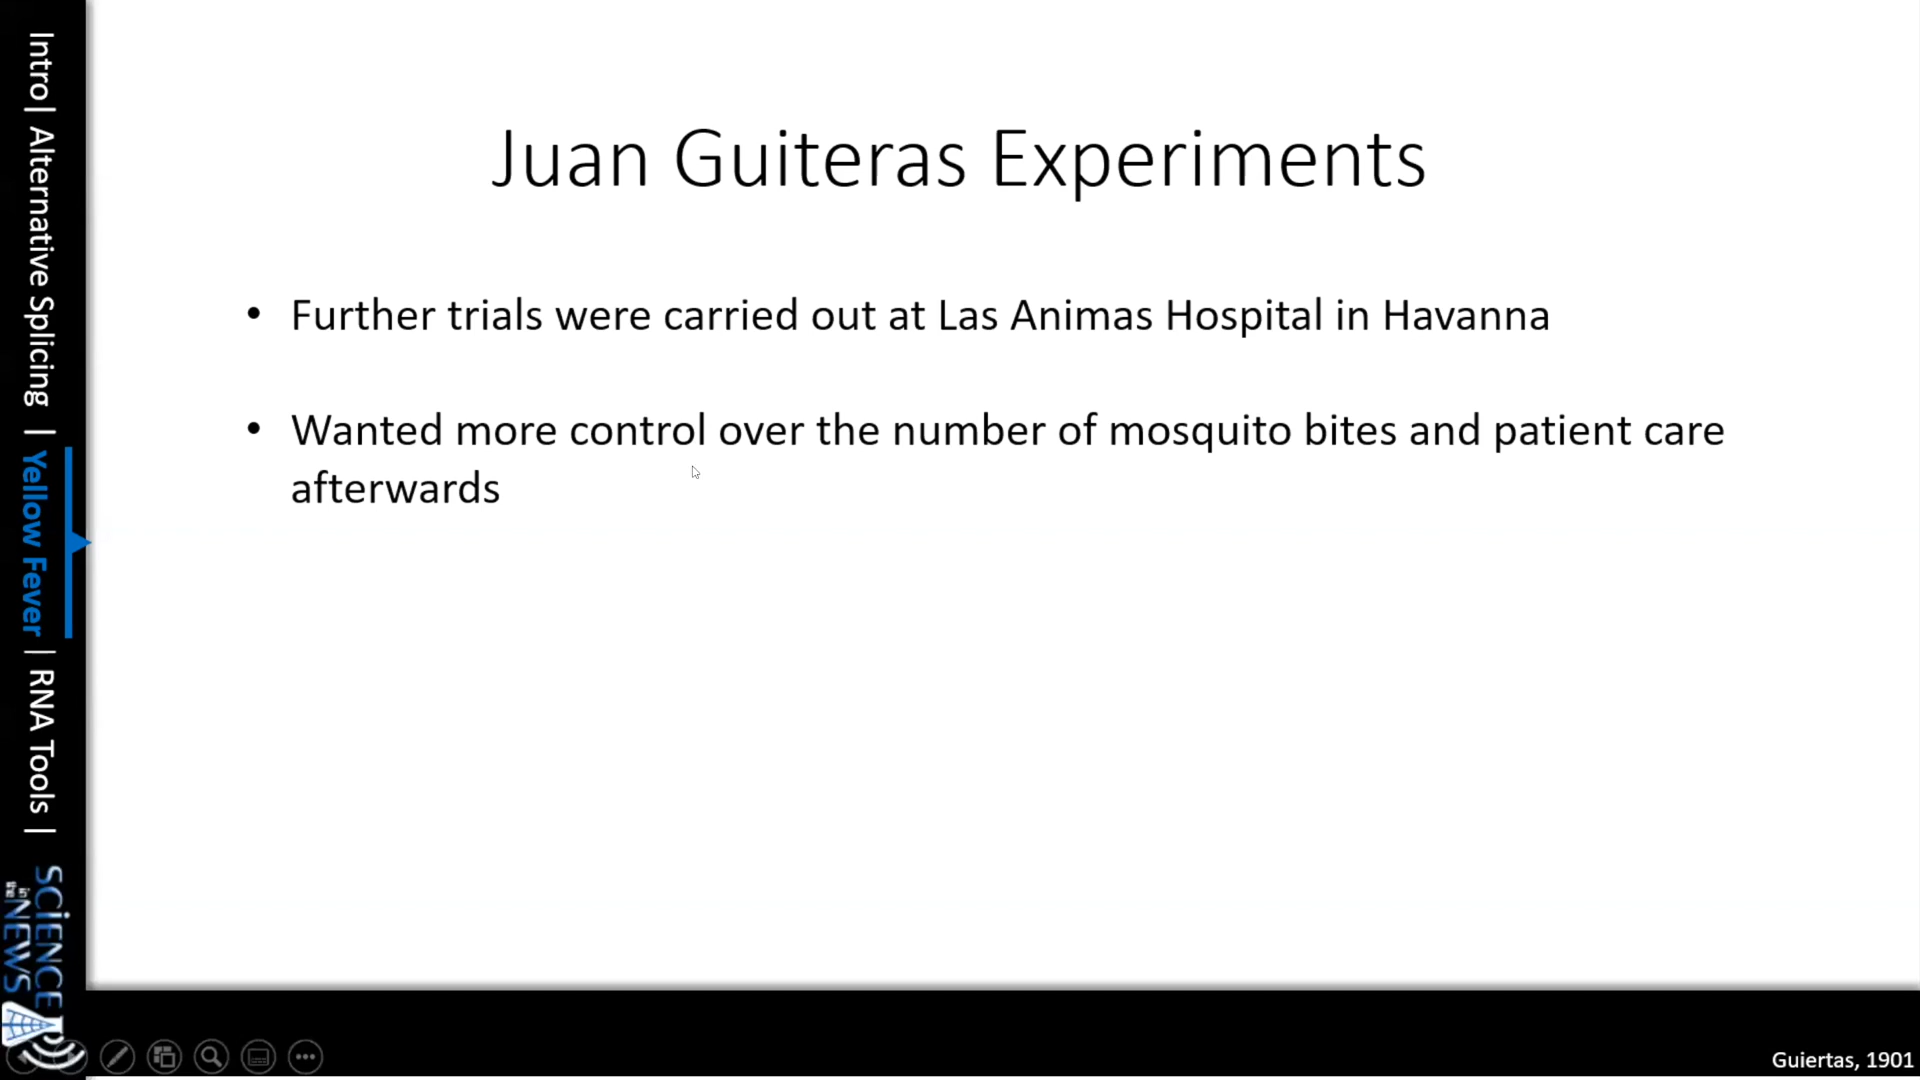 Intro| Alternative Splicing | Yellow Fever | RNA Tools |
Juan Guiteras Experiments
• Further trials were carried out at Las Animas Hospital in Havanna
• Wanted more control over the number of mosquito bites and patient care
afterwards
SCIENCE
in the
NEWS
Guiertas, 1901